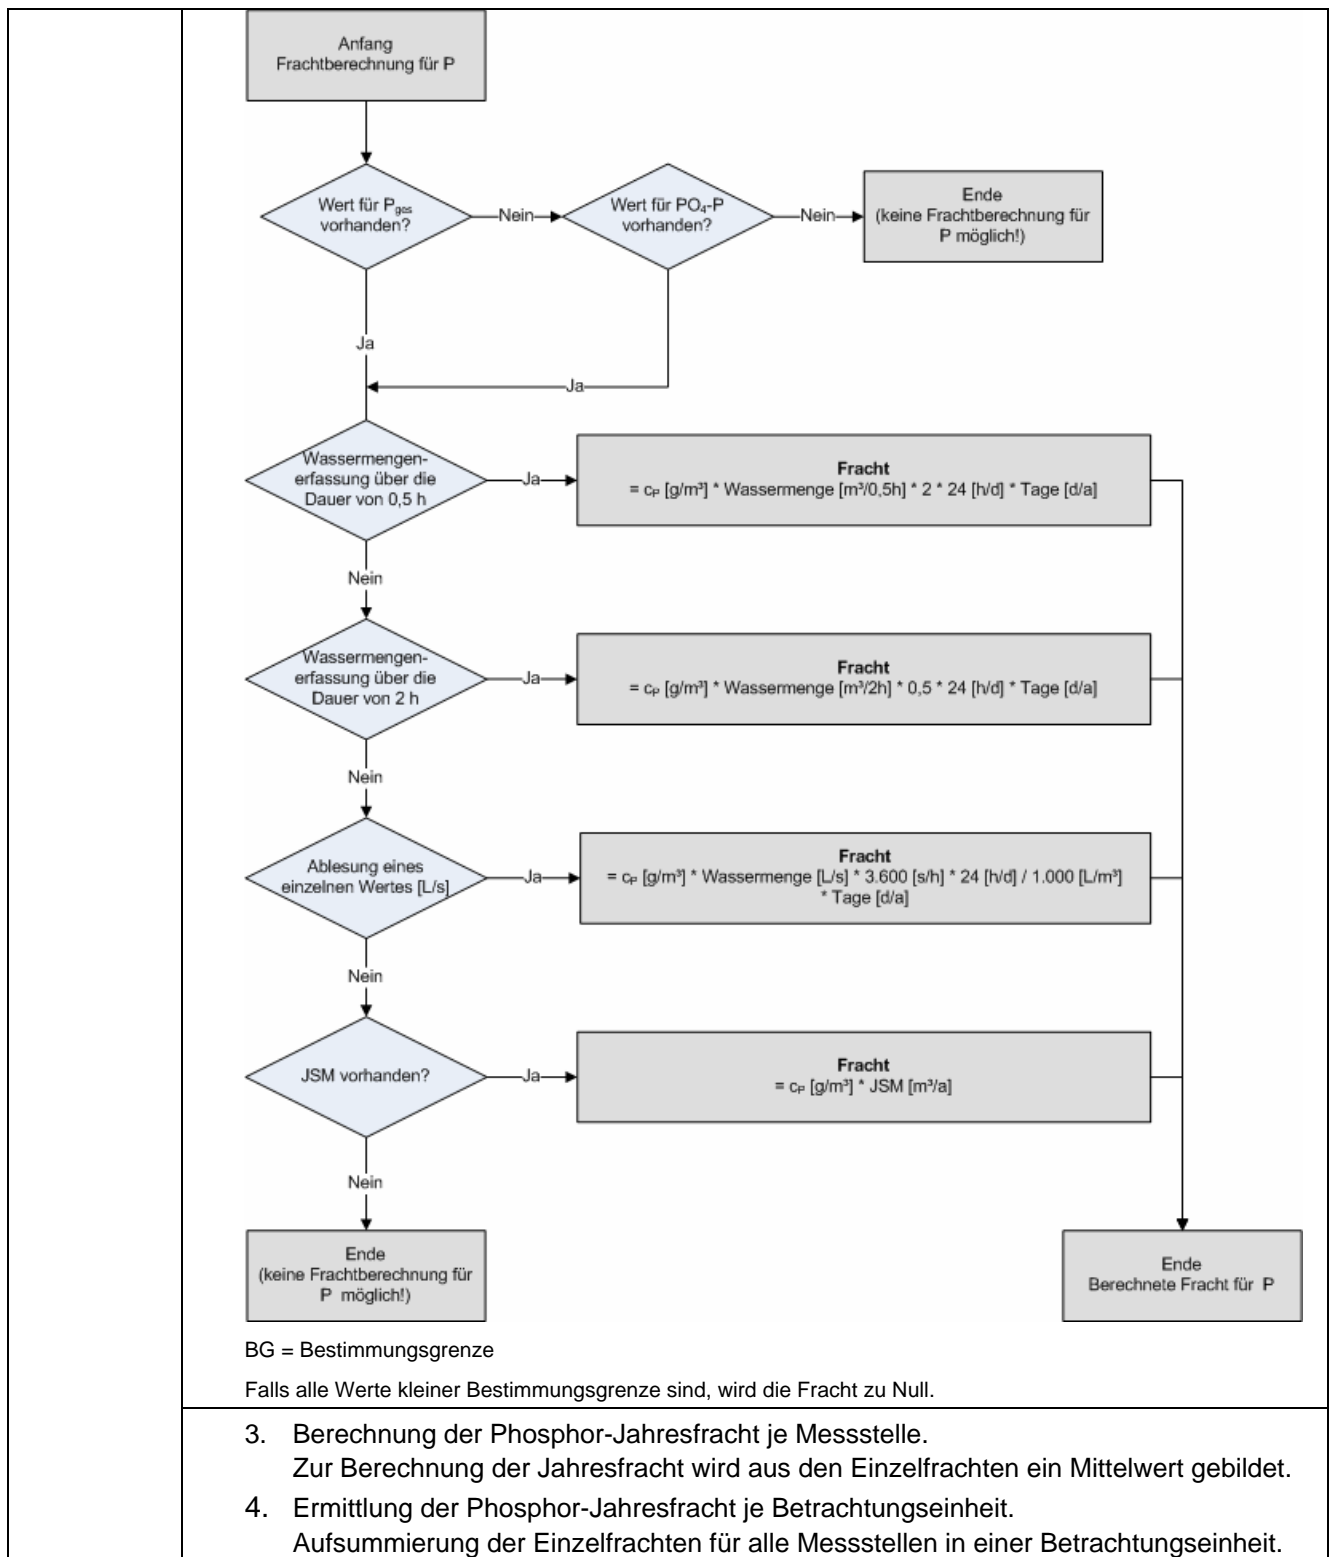 Anfang
Frachtberechnung für P
Wert für Pges
vorhanden?
Nein
Wert für PO₄-P
vorhanden?
Nein
Ende
(keine Frachtberechnung für
P möglich!)
Ja
Ja
Wassermengen-
erfassung über die
Dauer von 0,5 h
Ja
Fracht
= cP [g/m³] * Wassermenge [m³/0,5h] * 2 * 24 [h/d] * Tage [d/a]
Nein
Wassermengen-
erfassung über die
Dauer von 2 h
Ja
Fracht
= cP [g/m³] * Wassermenge [m³/2h] * 0,5 * 24 [h/d] * Tage [d/a]
Nein
Ablesung eines
einzelnen Wertes [L/s]
Ja
Fracht
= cP [g/m³] * Wassermenge [L/s] * 3.600 [s/h] * 24 [h/d] / 1.000 [L/m³]
* Tage [d/a]
Nein
JSM vorhanden?
Ja
Fracht
= cP [g/m³] * JSM [m³/a]
Nein
Ende
(keine Frachtberechnung für
P möglich!)
Ende
Berechnete Fracht für P
BG = Bestimmungsgrenze
Falls alle Werte kleiner Bestimmungsgrenze sind, wird die Fracht zu Null.
3. Berechnung der Phosphor-Jahresfracht je Messstelle.
Zur Berechnung der Jahresfracht wird aus den Einzelfrachten ein Mittelwert gebildet.
4. Ermittlung der Phosphor-Jahresfracht je Betrachtungseinheit.
Aufsummierung der Einzelfrachten für alle Messstellen in einer Betrachtungseinheit.